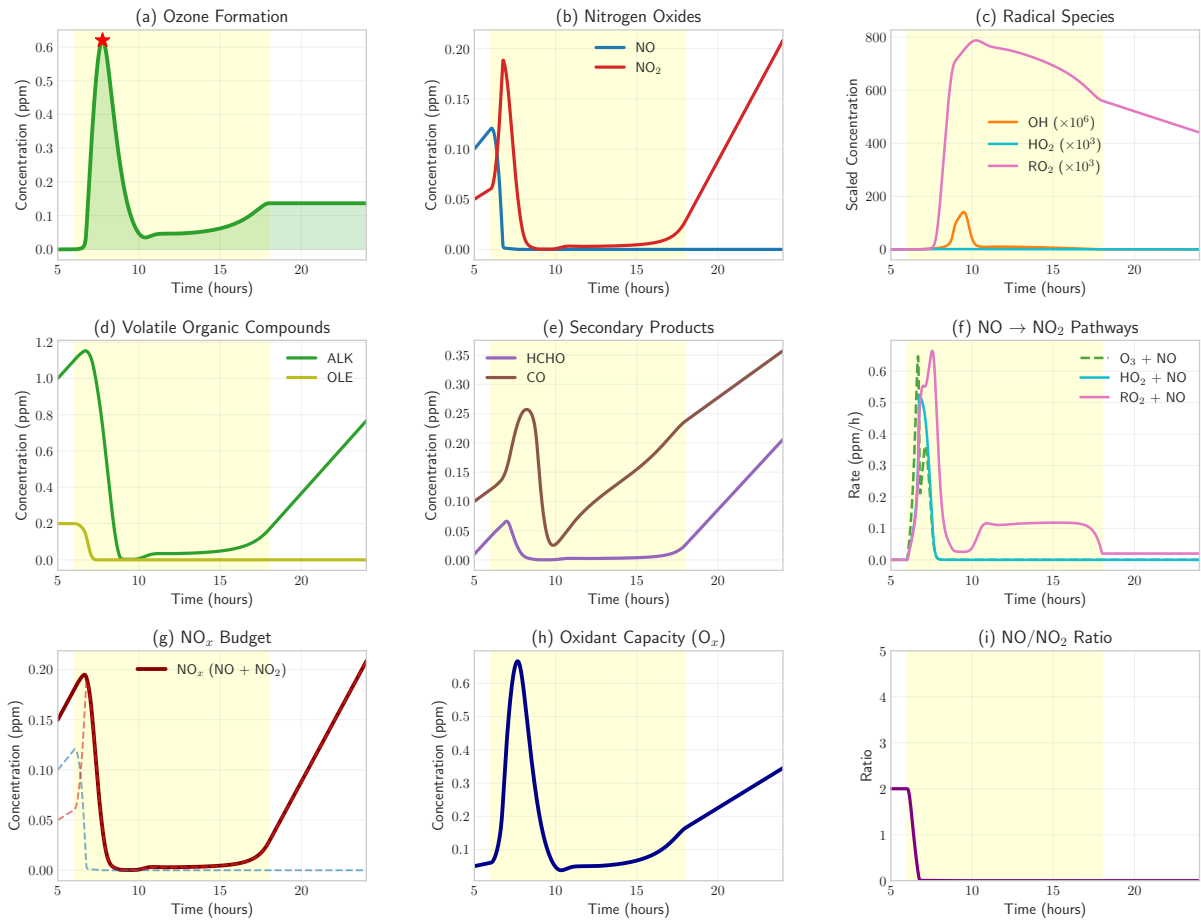 (a) Ozone Formation
Concentration (ppm)
0.6
0.5
0.4
0.3
0.2
0.1
0.0
5 10 15 20
Time (hours)
(b) Nitrogen Oxides
Concentration (ppm)
0.20
0.15
0.10
0.05
0.00
NO
NO₂
5 10 15 20
Time (hours)
(c) Radical Species
Scaled Concentration
800
600
400
200
0
OH (×10⁶)
HO₂ (×10³)
RO₂ (×10³)
5 10 15 20
Time (hours)
(d) Volatile Organic Compounds
Concentration (ppm)
1.2
1.0
0.8
0.6
0.4
0.2
0.0
ALK
OLE
5 10 15 20
Time (hours)
(e) Secondary Products
Concentration (ppm)
0.35
0.30
0.25
0.20
0.15
0.10
0.05
0.00
HCHO
CO
5 10 15 20
Time (hours)
(f) NO → NO₂ Pathways
Rate (ppm/h)
0.6
0.5
0.4
0.3
0.2
0.1
0.0
O₃ + NO
HO₂ + NO
RO₂ + NO
5 10 15 20
Time (hours)
(g) NOₓ Budget
Concentration (ppm)
0.20
0.15
0.10
0.05
0.00
NOₓ (NO + NO₂)
5 10 15 20
Time (hours)
(h) Oxidant Capacity (Oₓ)
Concentration (ppm)
0.6
0.5
0.4
0.3
0.2
0.1
5 10 15 20
Time (hours)
(i) NO/NO₂ Ratio
Ratio
5
4
3
2
1
0
5 10 15 20
Time (hours)